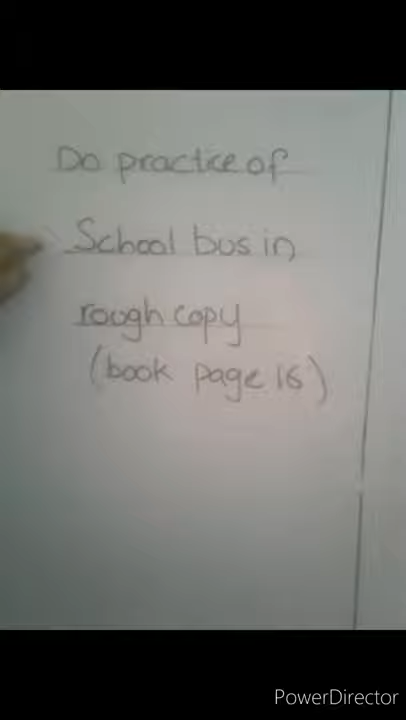 Do practice of
School bus in
rough copy
(book page 16)
PowerDirector